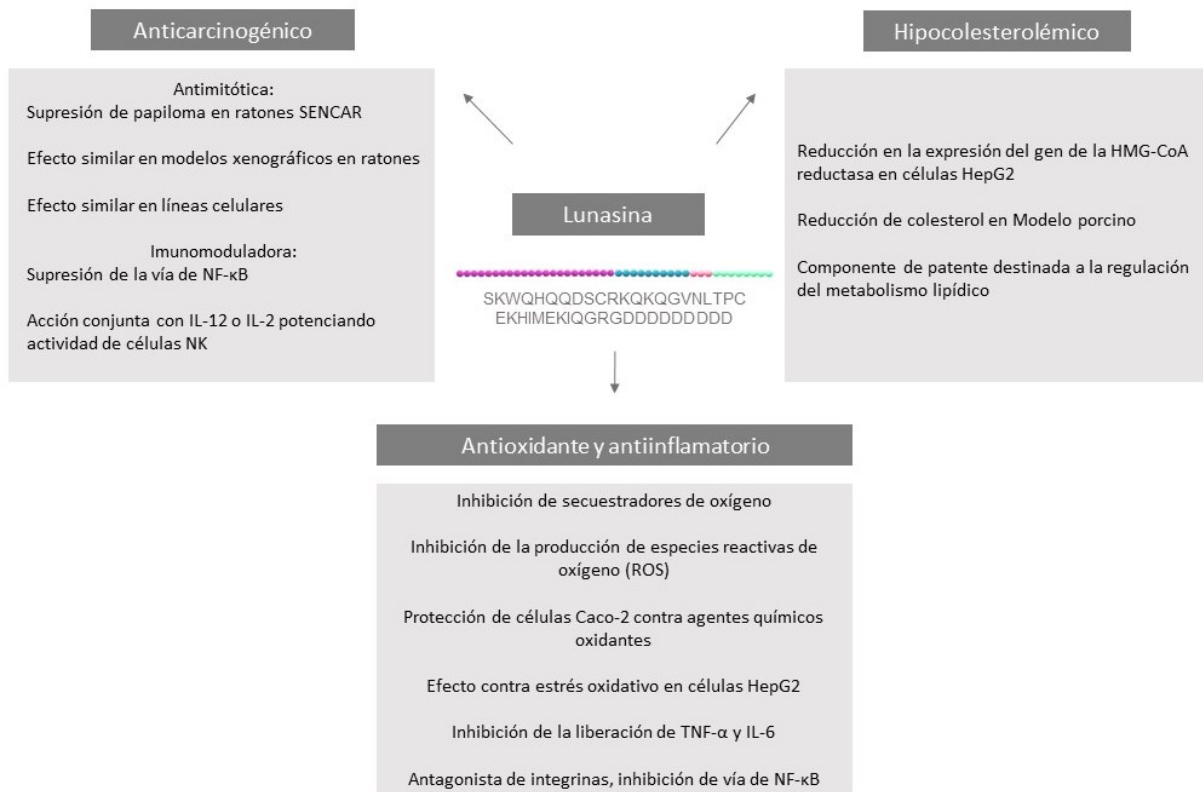 Anticarcinogénico
Antimitótica:
Supresión de papiloma en ratones SENCAR
Efecto similar en modelos xenográficos en ratones
Efecto similar en líneas celulares
Imunomoduladora:
Supresión de la vía de NF-κB
Acción conjunta con IL-12 o IL-2 potenciando
actividad de células NK
Hipocolesterolémico
Reducción en la expresión del gen de la HMG-CoA
reductasa en células HepG2
Reducción de colesterol en Modelo porcino
Componente de patente destinada a la regulación
del metabolismo lipídico
Lunasina
SKWQHQQDSCRKQKQGVNLTPC
EKHIMEKIQGRGDDDDDDDDD
Antioxidante y antiinflamatorio
Inhibición de secuestradores de oxígeno
Inhibición de la producción de especies reactivas de
oxígeno (ROS)
Protección de células Caco-2 contra agentes químicos
oxidantes
Efecto contra estrés oxidativo en células HepG2
Inhibición de la liberación de TNF-α y IL-6
Antagonista de integrinas, inhibición de vía de NF-κB